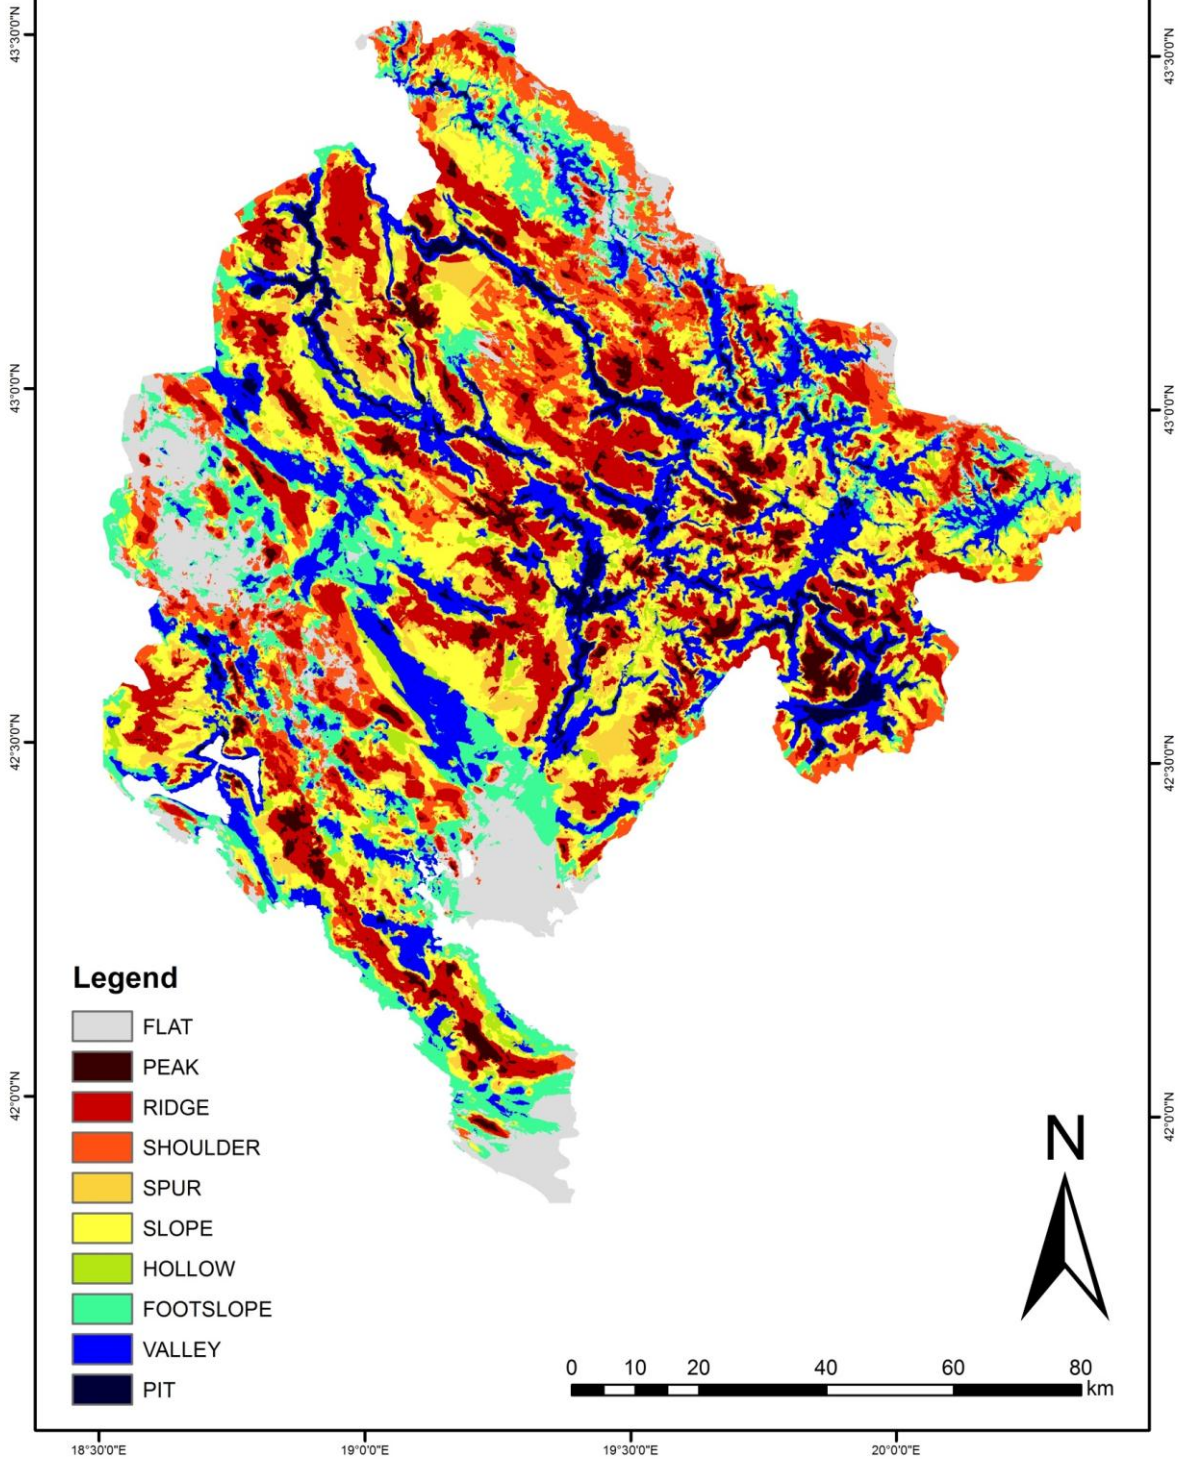 43°30'0"N
43°30'0"N
43°0'0"N
43°0'0"N
42°30'0"N
42°30'0"N
Legend
FLAT
PEAK
RIDGE
SHOULDER
SPUR
SLOPE
HOLLOW
FOOTSLOPE
VALLEY
PIT
42°0'0"N
42°0'0"N
N
0 10 20 40 60 80
km
18°30'0"E 19°0'0"E 19°30'0"E 20°0'0"E